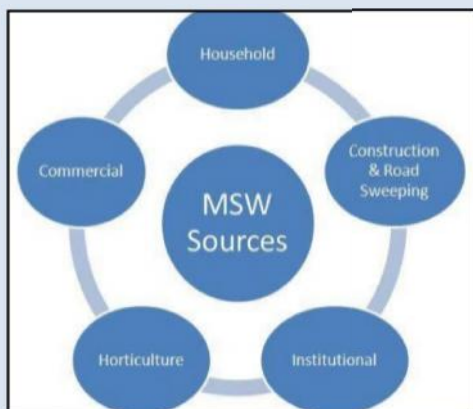 Household
Construction
& Road
Sweeping
Institutional
Horticulture
Commercial
MSW
Sources